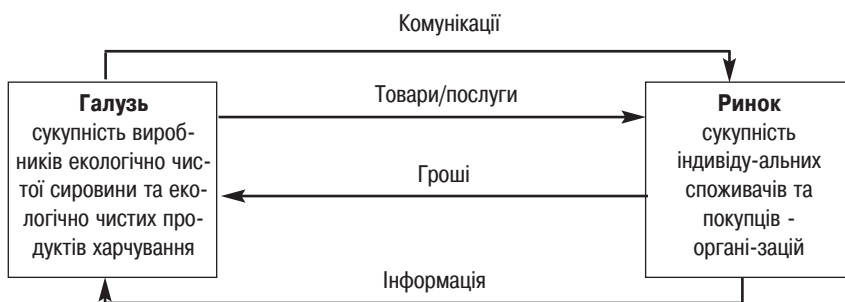 Комунікації
Галузь
сукупність вироб-
ників екологічно чис-
тої сировини та еко-
логічно чистих про-
дуктів харчування
Товари/послуги
Гроші
Ринок
сукупність
індивіду-альних
споживачів та
покупців -
органі-зацій
Інформація